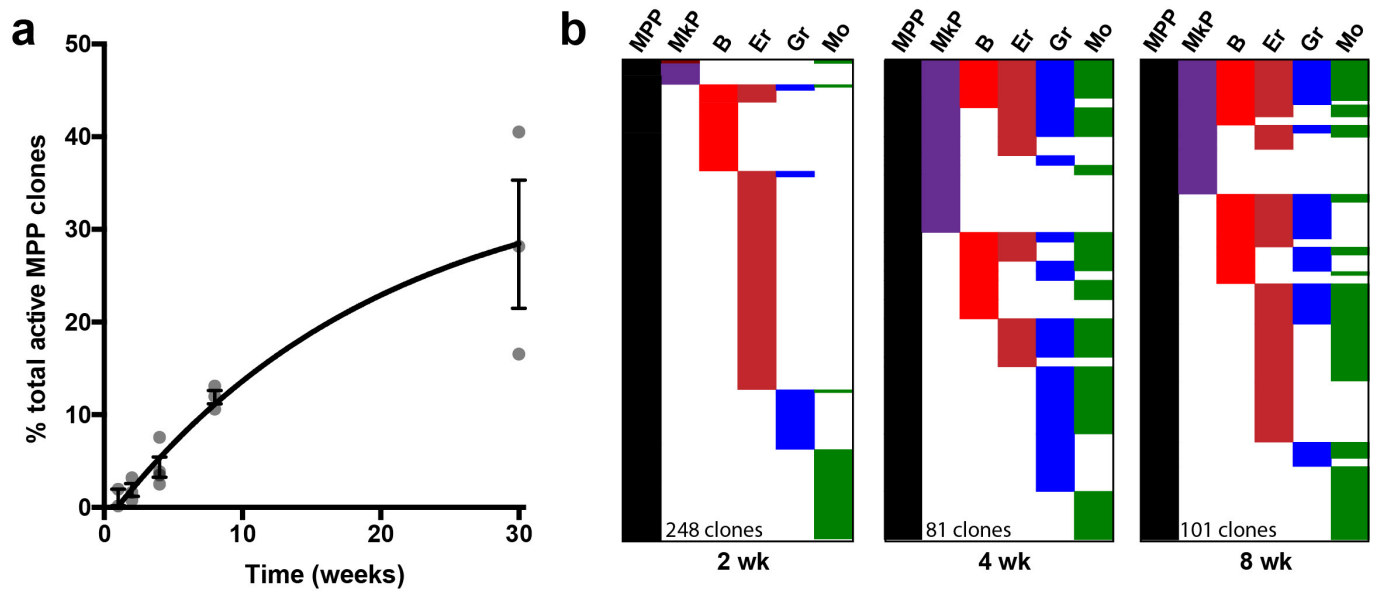 a
50
40
30
20
10
0
% total active MPP clones
0 10 20 30
Time (weeks)
b
MPP MkP B Er Gr Mo
248 clones
2 wk
MPP MkP B Er Gr Mo
81 clones
4 wk
MPP MkP B Er Gr Mo
101 clones
8 wk